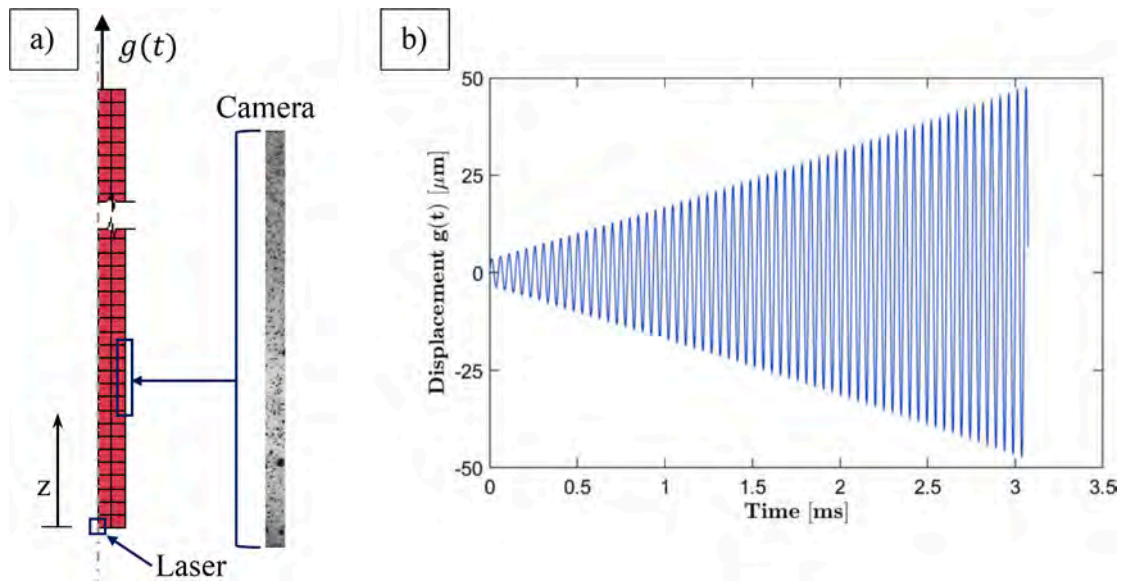 a)
g(t)
Camera
z
Laser
b)
Displacement g(t) [μm]
50
25
0
-25
-50
0 0.5 1 1.5 2 2.5 3 3.5
Time [ms]